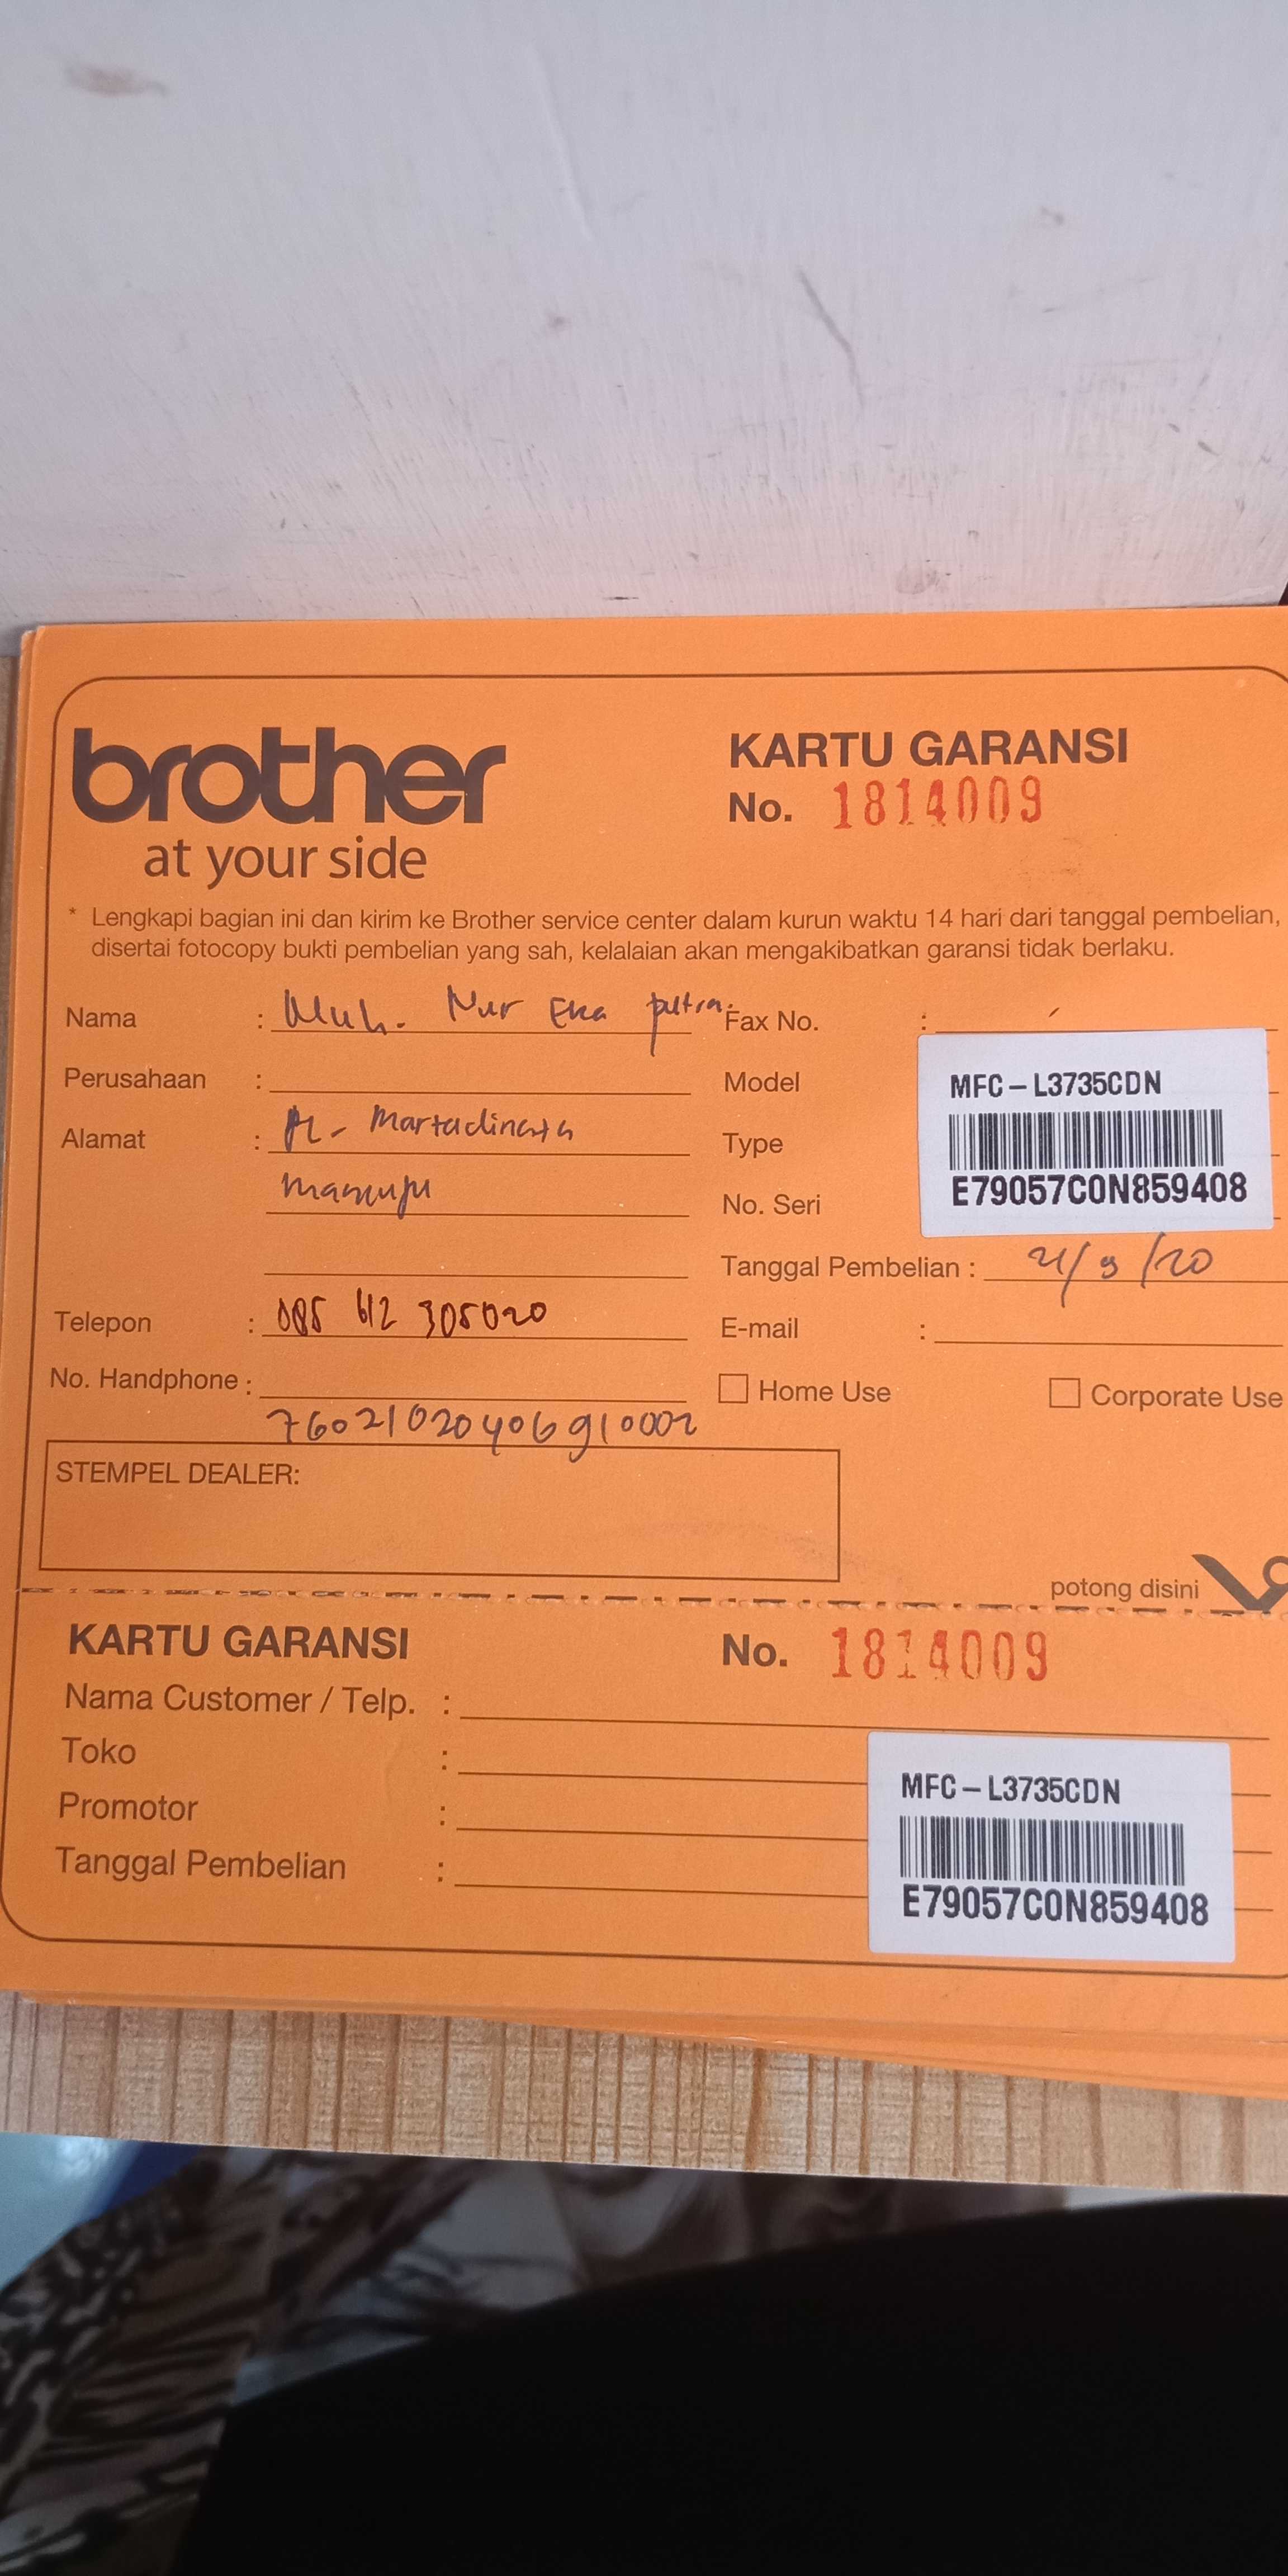 brother
at your side
KARTU GARANSI
No. 1814009
* Lengkapi bagian ini dan kirim ke Brother service center dalam kurun waktu 14 hari dari tanggal pembelian,
disertai fotocopy bukti pembelian yang sah, kelalaian akan mengakibatkan garansi tidak berlaku.
Nama : Muh. Nur Eka putra.
Perusahaan :
Alamat : Martadinata
mamuju
Telepon : 085 612 305020
No. Handphone :
76021020406910002
Fax No. :
Model
Type
No. Seri
MFC-L3735CDN
E79057C0N859408
Tanggal Pembelian : 21/9/20
E-mail :
Home Use
Corporate Use
STEMPEL DEALER:
potong disini
KARTU GARANSI
No. 1814009
Nama Customer / Telp. :
Toko :
Promotor :
Tanggal Pembelian :
MFC-L3735CDN
E79057C0N859408